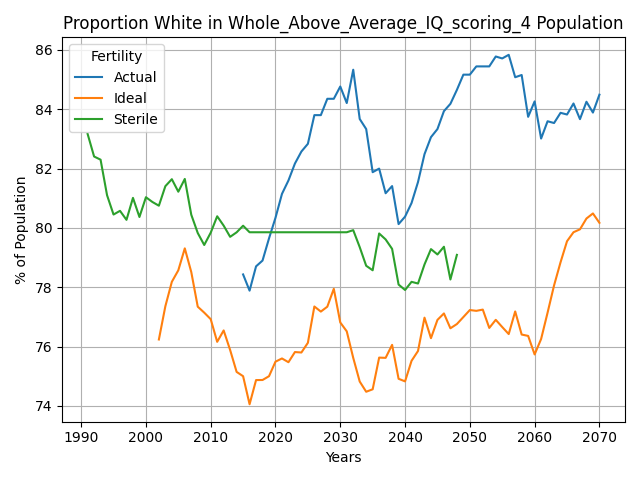 Proportion White in Whole_Above_Average_IQ_scoring_4 Population
Fertility
Actual
Ideal
Sterile
% of Population
86
84
82
80
78
76
74
1990
2000
2010
2020
2030
2040
2050
2060
2070
Years